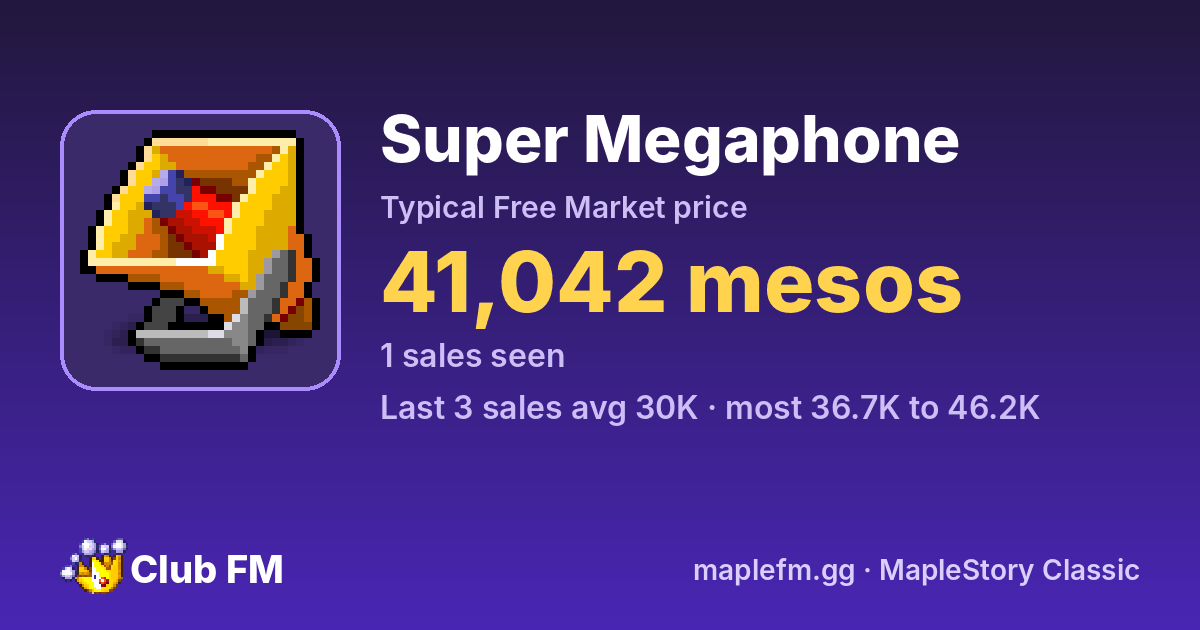 Super Megaphone
Typical Free Market price
41,042 mesos
1 sales seen
Last 3 sales avg 30K · most 36.7K to 46.2K
Club FM
maplefm.gg · MapleStory Classic